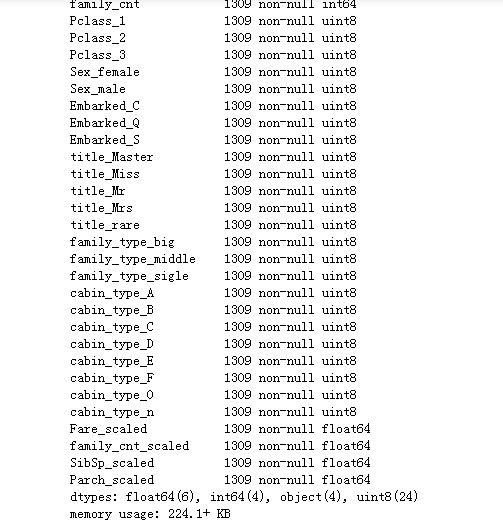 family_cnt 1309 non-null int64
Pclass_1 1309 non-null uint8
Pclass_2 1309 non-null uint8
Pclass_3 1309 non-null uint8
Sex_female 1309 non-null uint8
Sex_male 1309 non-null uint8
Embarked_C 1309 non-null uint8
Embarked_Q 1309 non-null uint8
Embarked_S 1309 non-null uint8
title_Master 1309 non-null uint8
title_Miss 1309 non-null uint8
title_Mr 1309 non-null uint8
title_Mrs 1309 non-null uint8
title_rare 1309 non-null uint8
family_type_big 1309 non-null uint8
family_type_middle 1309 non-null uint8
family_type_sigle 1309 non-null uint8
cabin_type_A 1309 non-null uint8
cabin_type_B 1309 non-null uint8
cabin_type_C 1309 non-null uint8
cabin_type_D 1309 non-null uint8
cabin_type_E 1309 non-null uint8
cabin_type_F 1309 non-null uint8
cabin_type_O 1309 non-null uint8
cabin_type_n 1309 non-null uint8
Fare_scaled 1309 non-null float64
family_cnt_scaled 1309 non-null float64
SibSp_scaled 1309 non-null float64
Parch_scaled 1309 non-null float64
dtypes: float64(6), int64(4), object(4), uint8(24)
memory usage: 224.1+ KB